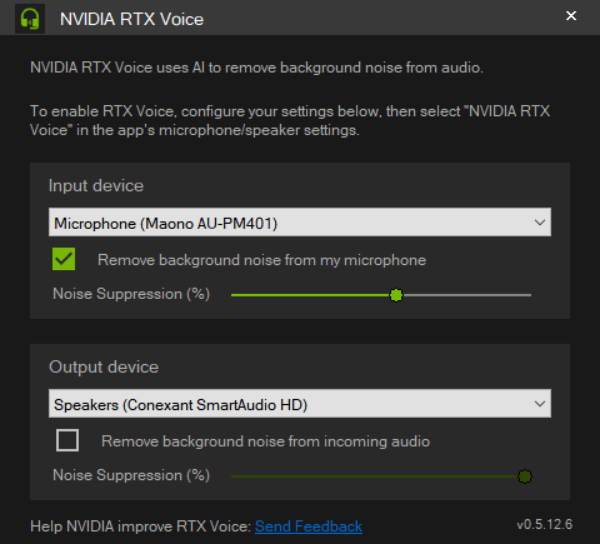 NVIDIA RTX Voice
NVIDIA RTX Voice uses AI to remove background noise from audio.
To enable RTX Voice, configure your settings below, then select "NVIDIA RTX
Voice" in the app's microphone/speaker settings.
Input device
Microphone (Maono AU-PM401)
Remove background noise from my microphone
Noise Suppression (%)
Output device
Speakers (Conexant SmartAudio HD)
Remove background noise from incoming audio
Noise Suppression (%)
Help NVIDIA improve RTX Voice: Send Feedback v0.5.12.6